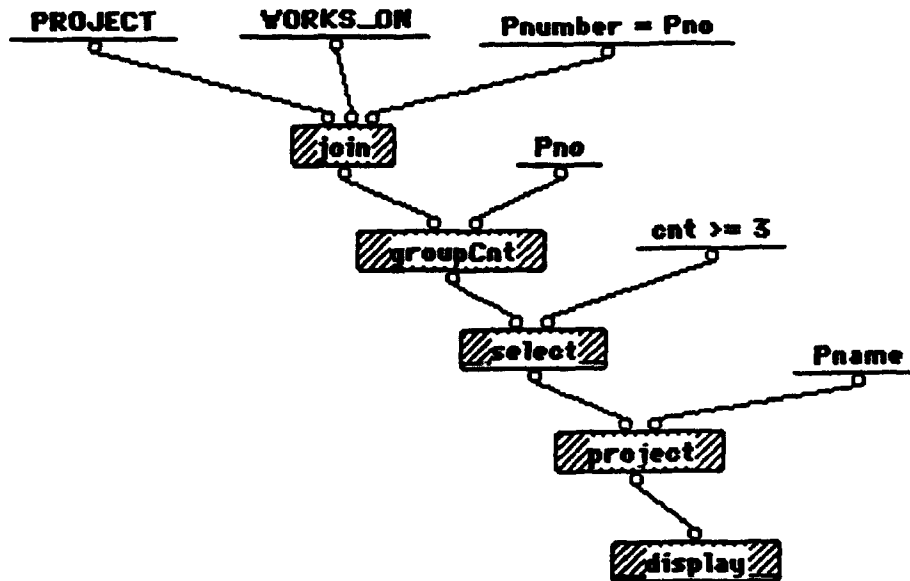 PROJECT
WORKS_ON
Pnumber = Pno
join
Pno
groupCnt
cnt >= 3
select
Pname
project
display